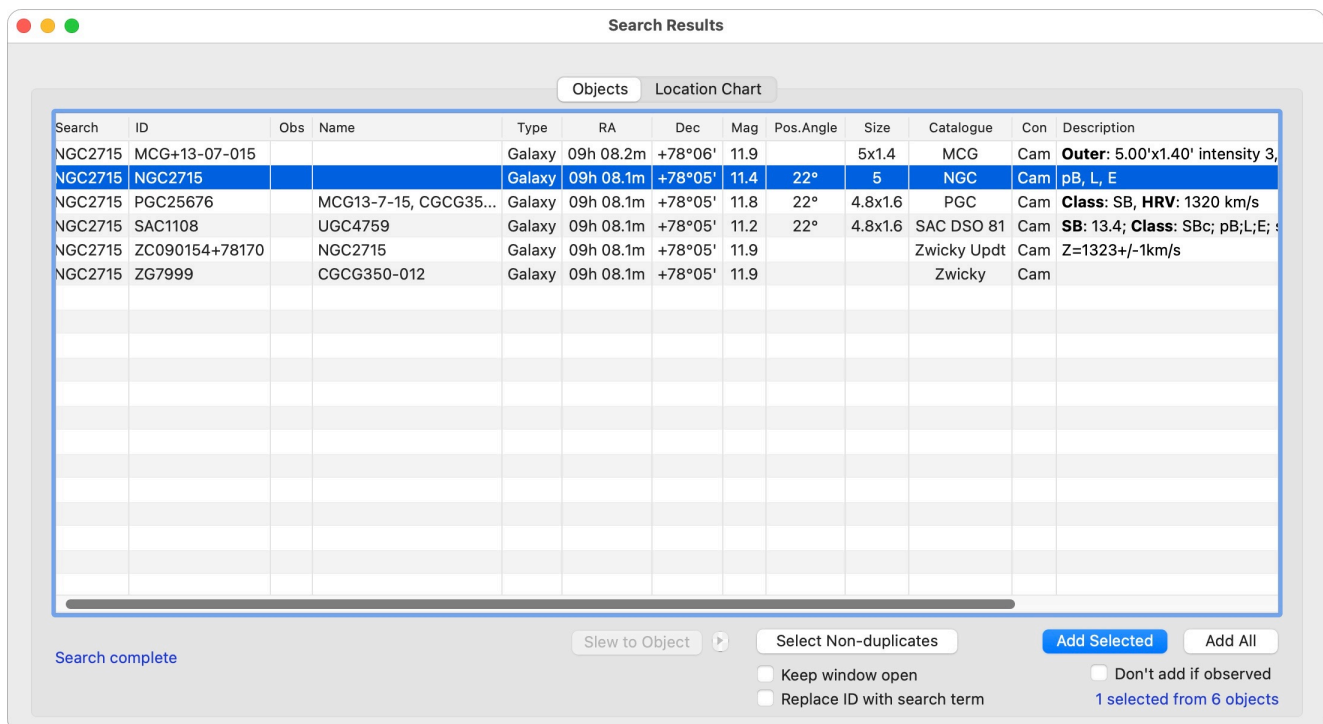 Search Results
Objects Location Chart
Search ID Obs Name Type RA Dec Mag Pos.Angle Size Catalogue Con Description
NGC2715 MCG+13-07-015 Galaxy 09h 08.2m +78°06' 11.9 5x1.4 MCG Cam Outer: 5.00'x1.40' intensity 3,
NGC2715 NGC2715 Galaxy 09h 08.1m +78°05' 11.4 22° 5 NGC Cam pB, L, E
NGC2715 PGC25676 MCG13-7-15, CGCG35... Galaxy 09h 08.1m +78°05' 11.8 22° 4.8x1.6 PGC Cam Class: SB, HRV: 1320 km/s
NGC2715 SAC1108 UGC4759 Galaxy 09h 08.1m +78°05' 11.2 22° 4.8x1.6 SAC DSO 81 Cam SB: 13.4; Class: SBc; pB;L;E;
NGC2715 ZC090154+78170 NGC2715 Galaxy 09h 08.1m +78°05' 11.9 Zwicky Updt Cam Z=1323+/-1km/s
NGC2715 ZG7999 CGCG350-012 Galaxy 09h 08.1m +78°05' 11.9 Zwicky Cam
Slew to Object Select Non-duplicates Add Selected Add All
Search complete
Keep window open Don't add if observed
Replace ID with search term 1 selected from 6 objects